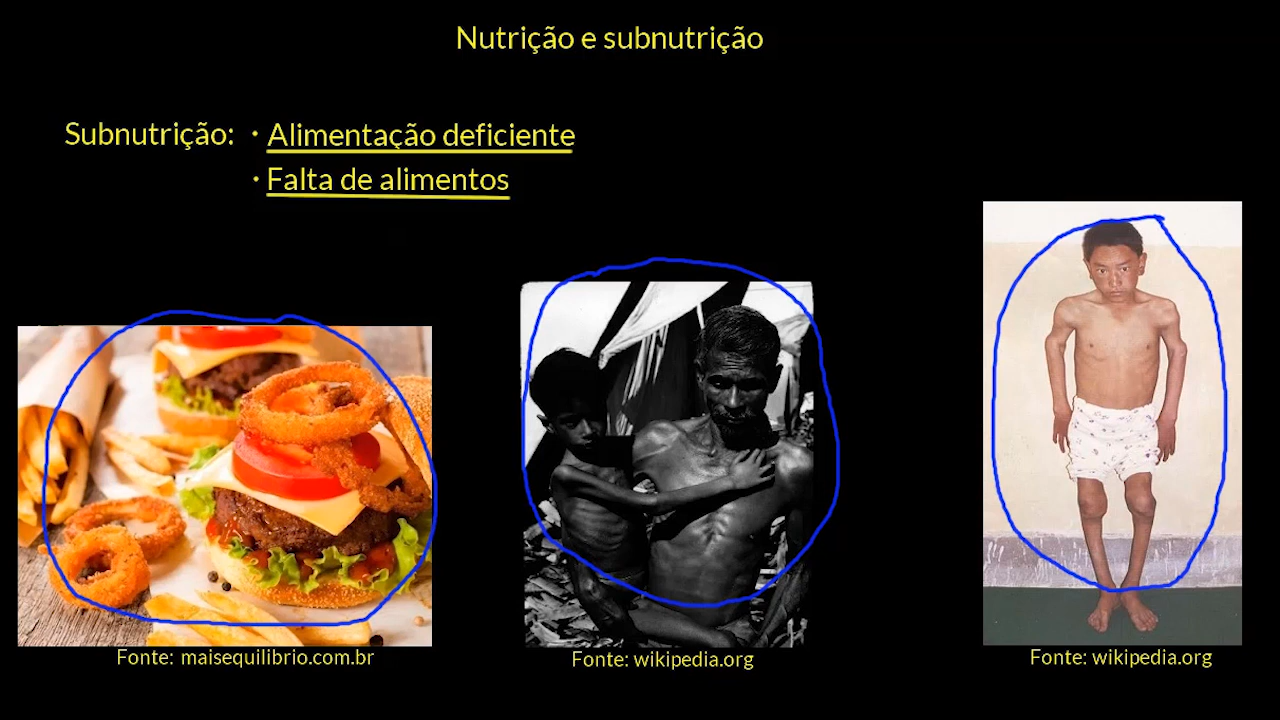 Nutrição e subnutrição
Subnutrição: · Alimentação deficiente
· Falta de alimentos
Fonte: maisequilibrio.com.br
Fonte: wikipedia.org
Fonte: wikipedia.org